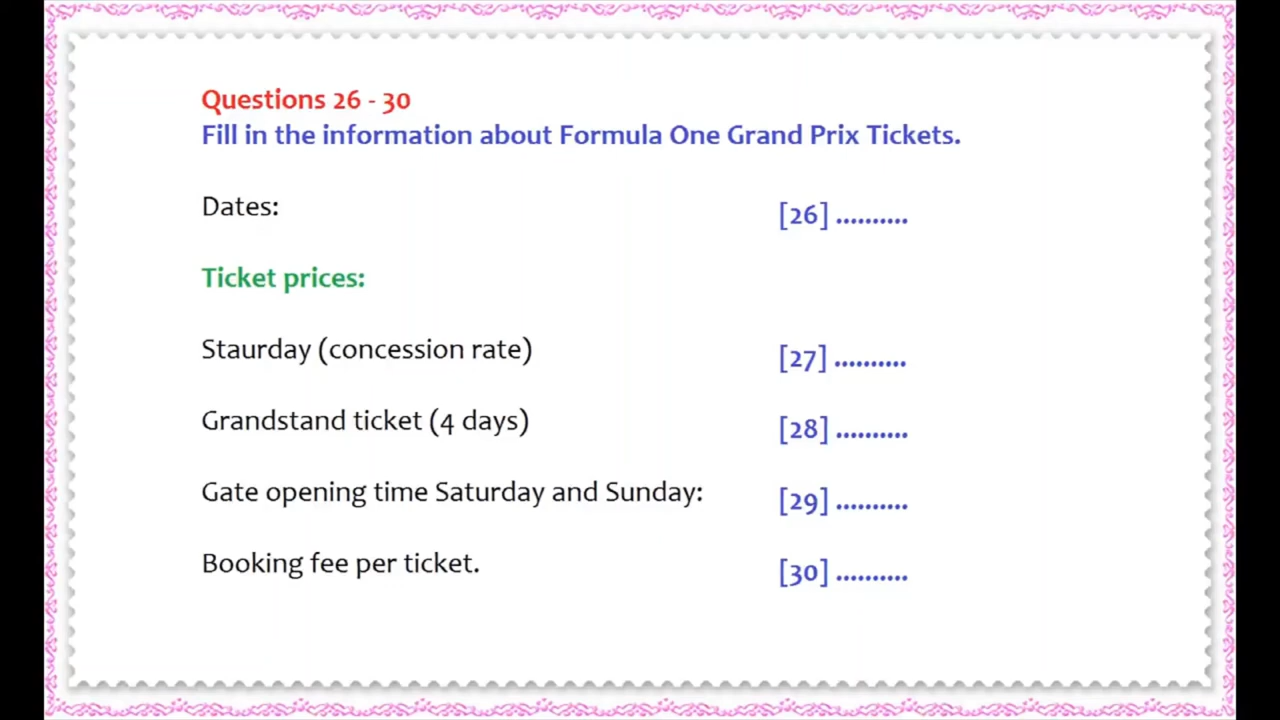 Questions 26 - 30
Fill in the information about Formula One Grand Prix Tickets.
Dates: [26] ..........
Ticket prices:
Staurday (concession rate) [27] ..........
Grandstand ticket (4 days) [28] ..........
Gate opening time Saturday and Sunday: [29] ..........
Booking fee per ticket. [30] ..........